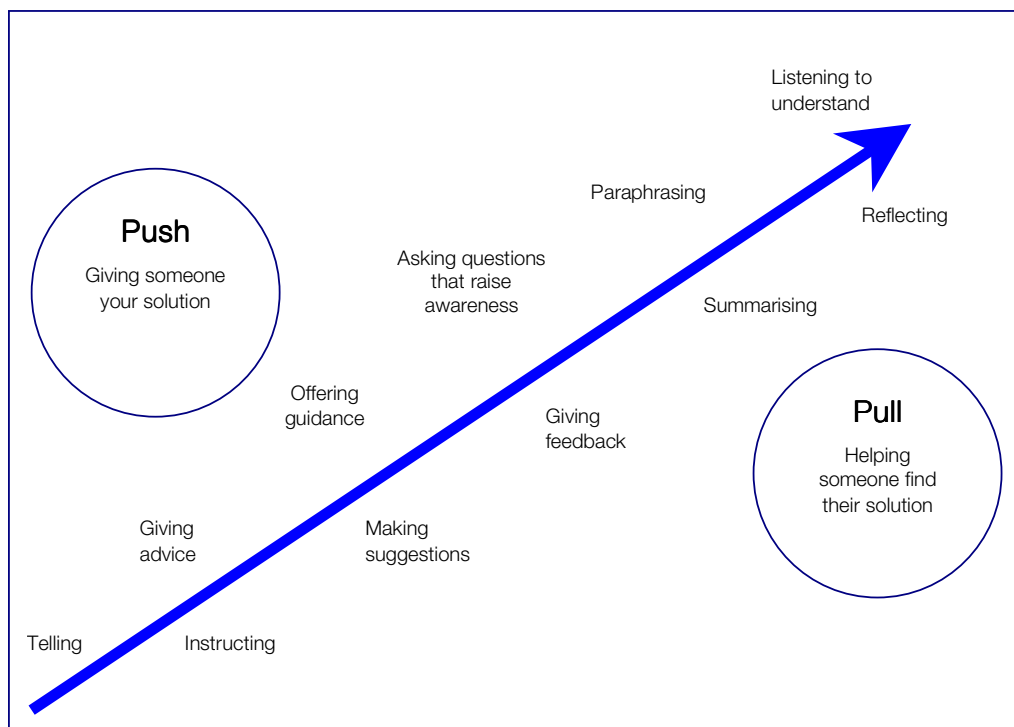 Listening to
understand
Paraphrasing
Reflecting
Push
Giving someone
your solution
Asking questions
that raise
awareness
Summarising
Offering
guidance
Giving
feedback
Pull
Helping
someone find
their solution
Giving
advice
Making
suggestions
Telling
Instructing